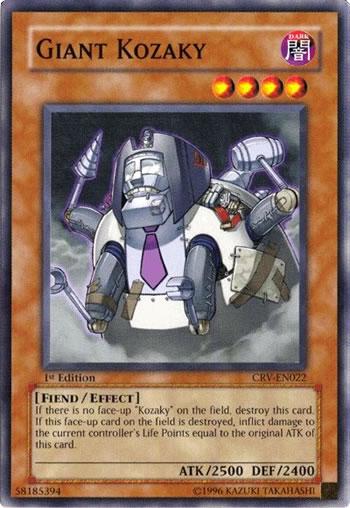 GIANT KOZAKY
DARK
闇
1st Edition
CRV-EN022
[FIEND / EFFECT]
If there is no face-up "Kozaky" on the field, destroy this card.
If this face-up card on the field is destroyed, inflict damage to
the current controller's Life Points equal to the original ATK of
this card.
ATK/2500 DEF/2400
58185394
©1996 KAZUKI TAKAHASHI